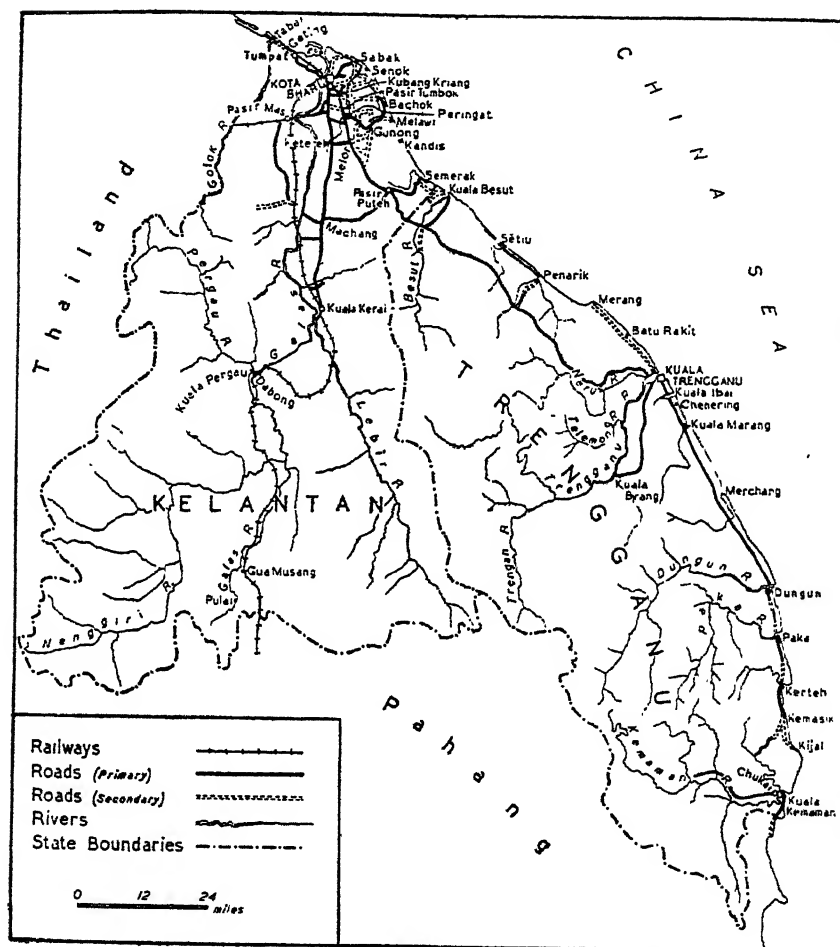 Tabar
Geting
Tumpat
Sabak
Senok
KOTA
BHARU
Kubang Kriang
Pasir Tumbok
Bachok
Peringat
Melawi
Gunong
Kandis
Pasir Mas
Ketereh
Melor
Golok R
Semerak
Kuala Besut
Pasir
Puteh
Machang
Besut R
Setiu
Penarik
Merang
Batu Rakit
Thailand
CHINA
SEA
Pergau R
Kuala Kerai
Kuala Pergau
Dabong
Lebir R
Nerus R
KUALA
TRENGGANU
Kuala Ibai
Chenering
Kuala Marang
Telemong R
Trengganu R
Kuala
Brang
Merchang
KELANTAN
TRENGGANU
Galas R
Gua Musang
Pulai
Nenggiri R
Trengan R
Dungun R
Dungun
Paka R
Paka
Kerteh
Kemasik
Kijal
Kemaman R
Chukai
Kuala
Kemaman
Pahang
Railways
Roads (Primary)
Roads (Secondary)
Rivers
State Boundaries
0 12 24
miles